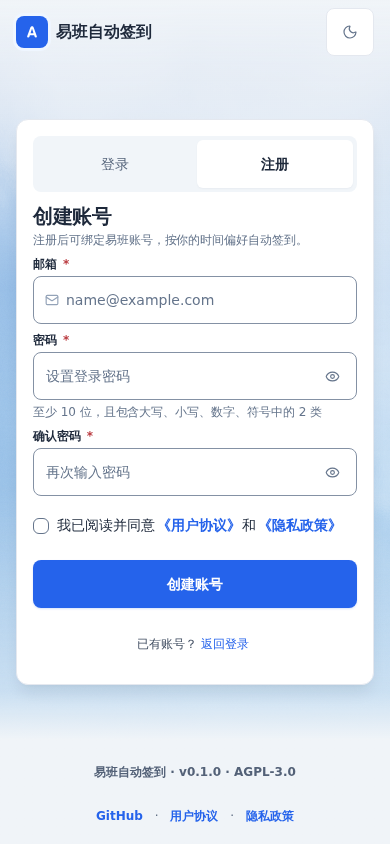 A 易班自动签到
登录 注册
创建账号
注册后可绑定易班账号，按你的时间偏好自动签到。
邮箱 *
name@example.com
密码 *
设置登录密码
至少 10 位，且包含大写、小写、数字、符号中的 2 类
确认密码 *
再次输入密码
我已阅读并同意《用户协议》和《隐私政策》
创建账号
已有账号？ 返回登录
易班自动签到 · v0.1.0 · AGPL-3.0
GitHub · 用户协议 · 隐私政策